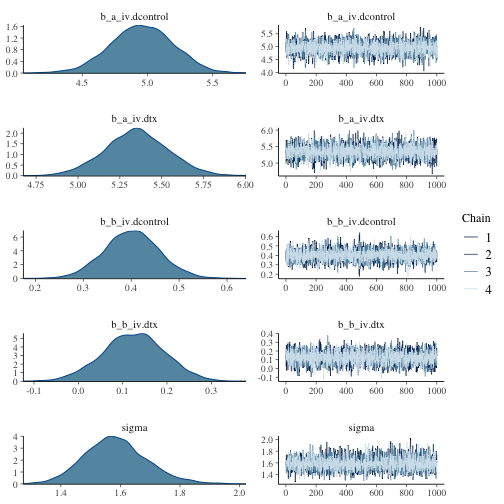 b_a_iv.dcontrol
1.6
1.2
0.8
0.4
0.0
4.5 5.0 5.5
b_a_iv.dcontrol
5.5
5.0
4.5
4.0
0 200 400 600 800 1000
b_a_iv.dtx
2.0
1.5
1.0
0.5
0.0
4.75 5.00 5.25 5.50 5.75 6.00
b_a_iv.dtx
6.0
5.5
5.0
0 200 400 600 800 1000
b_b_iv.dcontrol
6
4
2
0
0.2 0.3 0.4 0.5 0.6
b_b_iv.dcontrol
0.6
0.5
0.4
0.3
0.2
0 200 400 600 800 1000
b_b_iv.dtx
5
4
3
2
1
0
-0.1 0.0 0.1 0.2 0.3
b_b_iv.dtx
0.4
0.3
0.2
0.1
0.0
-0.1
0 200 400 600 800 1000
sigma
4
3
2
1
0
1.4 1.6 1.8 2.0
sigma
2.0
1.8
1.6
1.4
0 200 400 600 800 1000
Chain
1
2
3
4